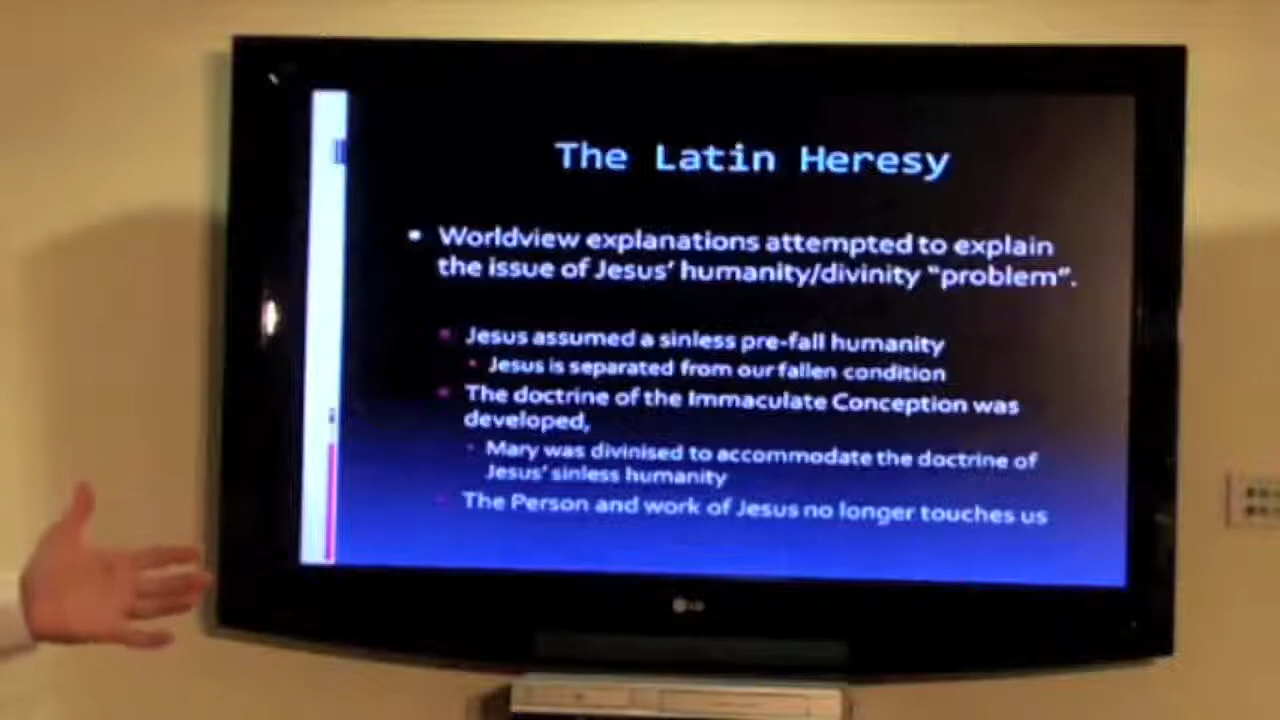 The Latin Heresy
• Worldview explanations attempted to explain
the issue of Jesus’ humanity/divinity “problem”.
Jesus assumed a sinless pre-fall humanity
Jesus is separated from our fallen condition
The doctrine of the Immaculate Conception was
developed,
Mary was divinised to accommodate the doctrine of
Jesus’ sinless humanity
The Person and work of Jesus no longer touches us
LG